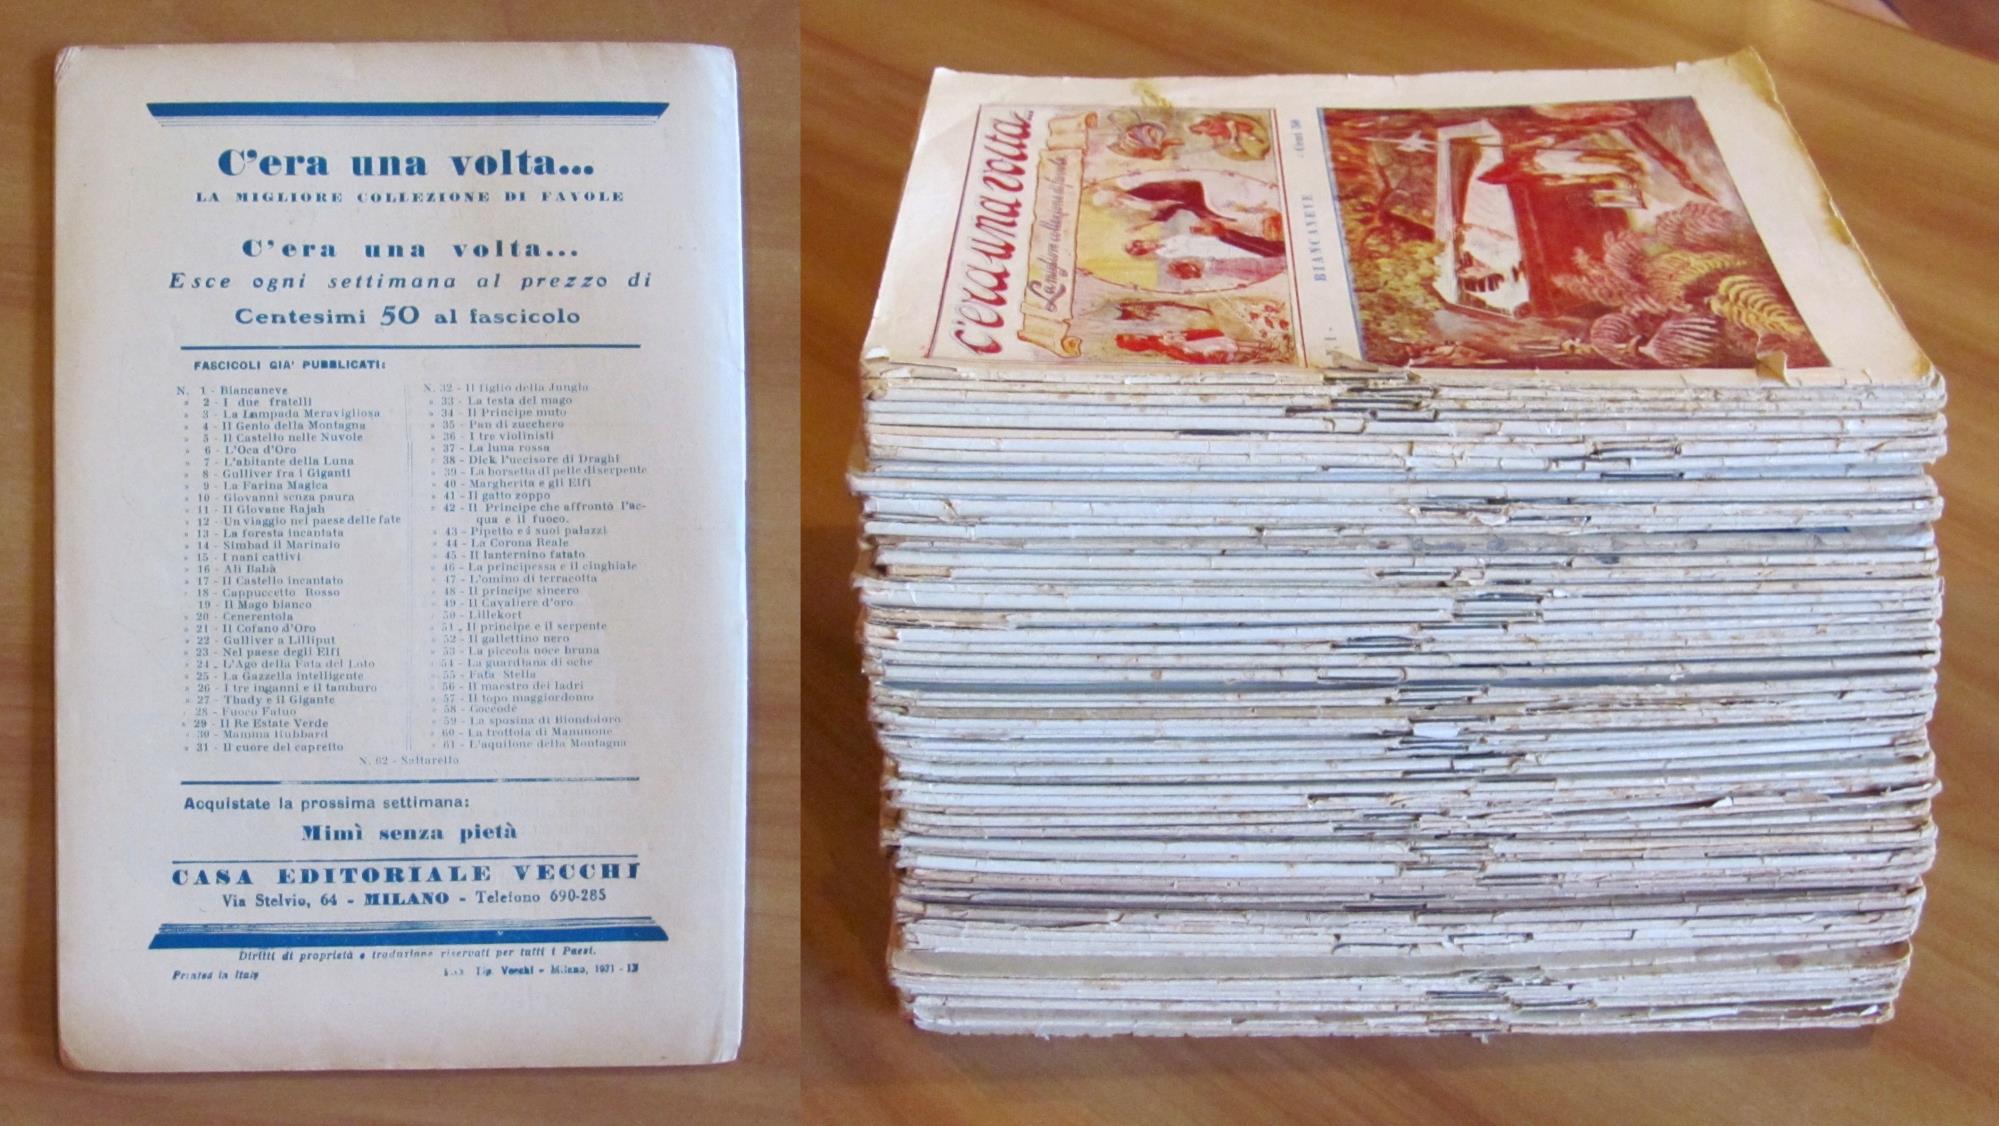 C'era una volta...
LA MIGLIORE COLLEZIONE DI FAVOLE
C'era una volta...
Esce ogni settimana al prezzo di
Centesimi 50 al fascicolo
FASCICOLI GIA' PUBBLICATI:
N. 1 - Biancaneve
» 2 - I due fratelli
» 3 - La Lampada Meravigliosa
» 4 - Il Genio della Montagna
» 5 - Il Castello nelle Nuvole
» 6 - L'Oca d'Oro
» 7 - L'abitante della Luna
» 8 - Gulliver fra i Giganti
» 9 - La Farina Magica
» 10 - Giovanni senza paura
» 11 - Il Giovane Rajah
» 12 - Un viaggio nel paese delle fate
» 13 - La foresta incantata
» 14 - Simbad il Marinaio
» 15 - I nani cattivi
» 16 - Alì Babà
» 17 - Il Castello incantato
» 18 - Cappuccetto Rosso
19 - Il Mago bianco
» 20 - Cenerentola
» 21 - Il Cofano d'Oro
» 22 - Gulliver a Lilliput
» 23 - Nel paese degli Elfi
» 24 - L'Ago della Fata del Loto
» 25 - La Gazzella intelligente
» 26 - I tre inganni e il tamburo
» 27 - Thady e il Gigante
» 28 - Fuoco Fatuo
» 29 - Il Re Estate Verde
» 30 - Mamma Hubbard
» 31 - Il cuore del capretto
N. 32 - Il figlio della Jungla
» 33 - La testa del mago
» 34 - Il Principe muto
» 35 - Pan di zucchero
» 36 - I tre violinisti
» 37 - La luna rossa
» 38 - Dick l'uccisore di Draghi
» 39 - La borsetta di pelle di serpente
» 40 - Margherita e gli Elfi
» 41 - Il gatto zoppo
» 42 - Il Principe che affrontò l'ac-
qua e il fuoco.
» 43 - Pipetto e i suoi palazzi
» 44 - La Corona Reale
» 45 - Il lanternino fatato
» 46 - La principessa e il cinghiale
» 47 - L'omino di terracotta
» 48 - Il principe sincero
» 49 - Il Cavaliere d'oro
50 - Lillekort
» 51 - Il principe e il serpente
» 52 - Il gallettino nero
» 53 - La piccola noce bruna
» 54 - La guardiana di oche
» 55 - Fata Stella
» 56 - Il maestro dei ladri
» 57 - Il topo maggiordomo
» 58 - Coccodè
» 59 - La sposina di Biondoloro
» 60 - La trottola di Mammone
» 61 - L'aquilone della Montagna
N. 62 - Saltarello
Acquistate la prossima settimana:
Mimì senza pietà
CASA EDITORIALE VECCHI
Via Stelvio, 64 - MILANO - Telefono 690-285
Diritti di proprietà e traduzione riservati per tutti i Paesi.
Printed in Italy
Tip. Vecchi - Milano, 1931 -
C'era una volta...
La migliore collezione di favole
N. 1 - BIANCANEVE - Cent 50